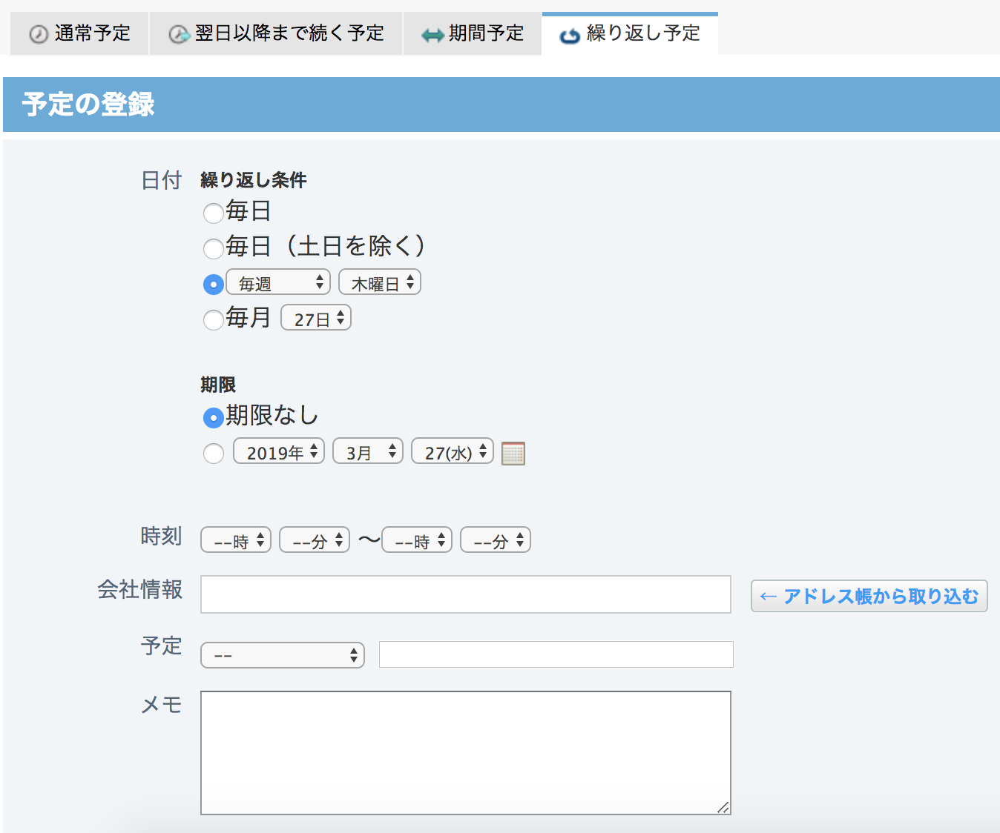 通常予定 翌日以降まで続く予定 期間予定 繰り返し予定
予定の登録
日付 繰り返し条件
毎日
毎日（土日を除く）
毎週 木曜日
毎月 27日
期限
期限なし
2019年 3月 27(水)
時刻 --時 --分 〜 --時 --分
会社情報 ← アドレス帳から取り込む
予定 --
メモ